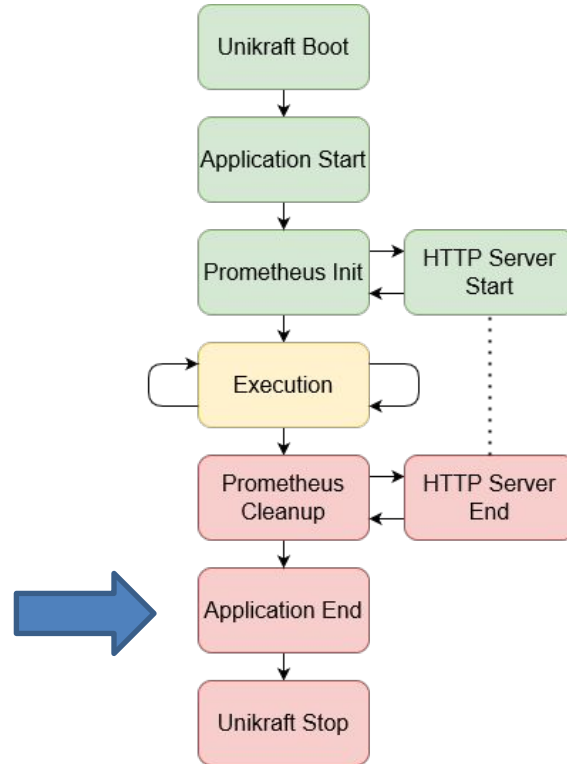 Unikraft Boot
Application Start
Prometheus Init
HTTP Server
Start
Execution
Prometheus
Cleanup
HTTP Server
End
Application End
Unikraft Stop